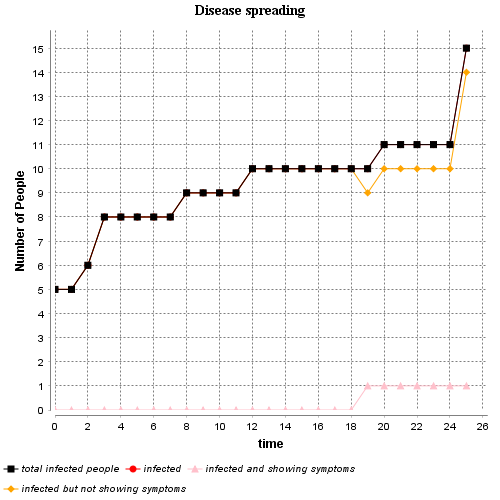 Disease spreading
15
14
13
12
11
10
9
8
7
6
5
4
3
2
1
0
Number of People
0 2 4 6 8 10 12 14 16 18 20 22 24 26
time
total infected people infected infected and showing symptoms
infected but not showing symptoms